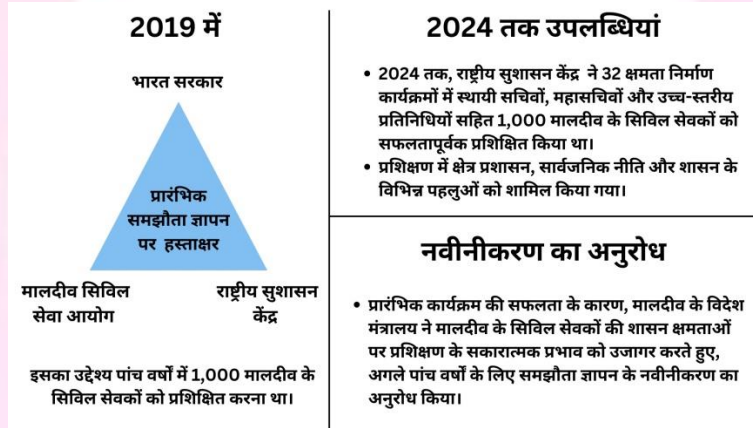 2019 में
भारत सरकार
प्रारंभिक
समझौता ज्ञापन
पर हस्ताक्षर
मालदीव सिविल
सेवा आयोग
राष्ट्रीय सुशासन
केंद्र
इसका उद्देश्य पांच वर्षों में 1,000 मालदीव के
सिविल सेवकों को प्रशिक्षित करना था।
2024 तक उपलब्धियां
• 2024 तक, राष्ट्रीय सुशासन केंद्र ने 32 क्षमता निर्माण
कार्यक्रमों में स्थायी सचिवों, महासचिवों और उच्च-स्तरीय
प्रतिनिधियों सहित 1,000 मालदीव के सिविल सेवकों को
सफलतापूर्वक प्रशिक्षित किया था।
• प्रशिक्षण में क्षेत्र प्रशासन, सार्वजनिक नीति और शासन के
विभिन्न पहलुओं को शामिल किया गया।
नवीनीकरण का अनुरोध
• प्रारंभिक कार्यक्रम की सफलता के कारण, मालदीव के विदेश
मंत्रालय ने मालदीव के सिविल सेवकों की शासन क्षमताओं
पर प्रशिक्षण के सकारात्मक प्रभाव को उजागर करते हुए,
अगले पांच वर्षों के लिए समझौता ज्ञापन के नवीनीकरण का
अनुरोध किया।